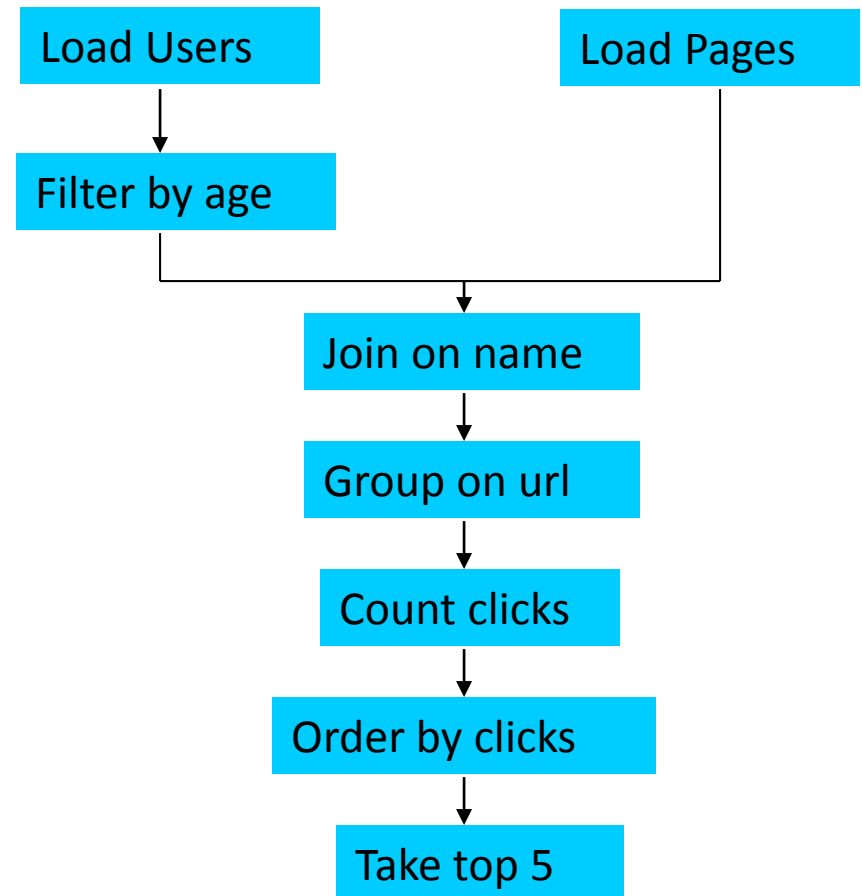 Load Users
Load Pages
Filter by age
Join on name
Group on url
Count clicks
Order by clicks
Take top 5